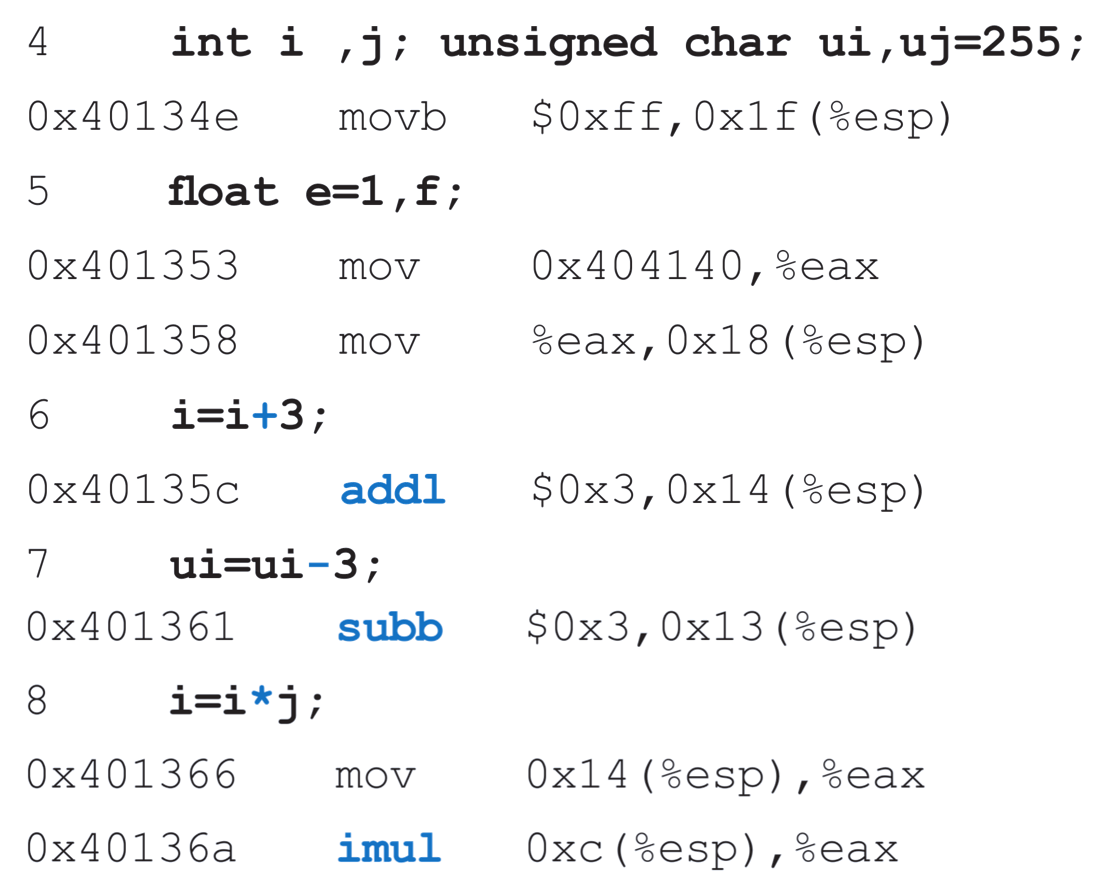 4 int i ,j; unsigned char ui,uj=255;
0x40134e movb $0xff,0x1f(%esp)
5 float e=1,f;
0x401353 mov 0x404140,%eax
0x401358 mov %eax,0x18(%esp)
6 i=i+3;
0x40135c addl $0x3,0x14(%esp)
7 ui=ui-3;
0x401361 subb $0x3,0x13(%esp)
8 i=i*j;
0x401366 mov 0x14(%esp),%eax
0x40136a imul 0xc(%esp),%eax